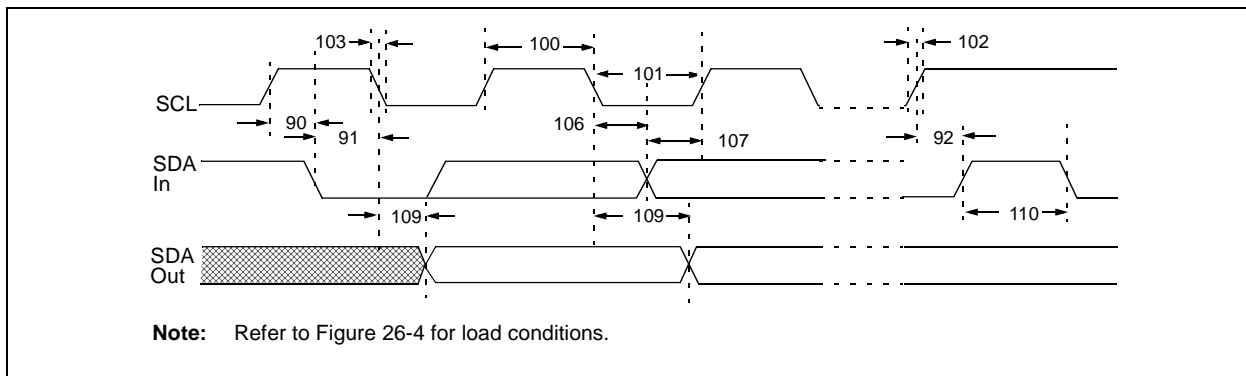 103
100
102
101
SCL
90
91
106
107
92
SDA
In
109
109
110
SDA
Out
Note: Refer to Figure 26-4 for load conditions.